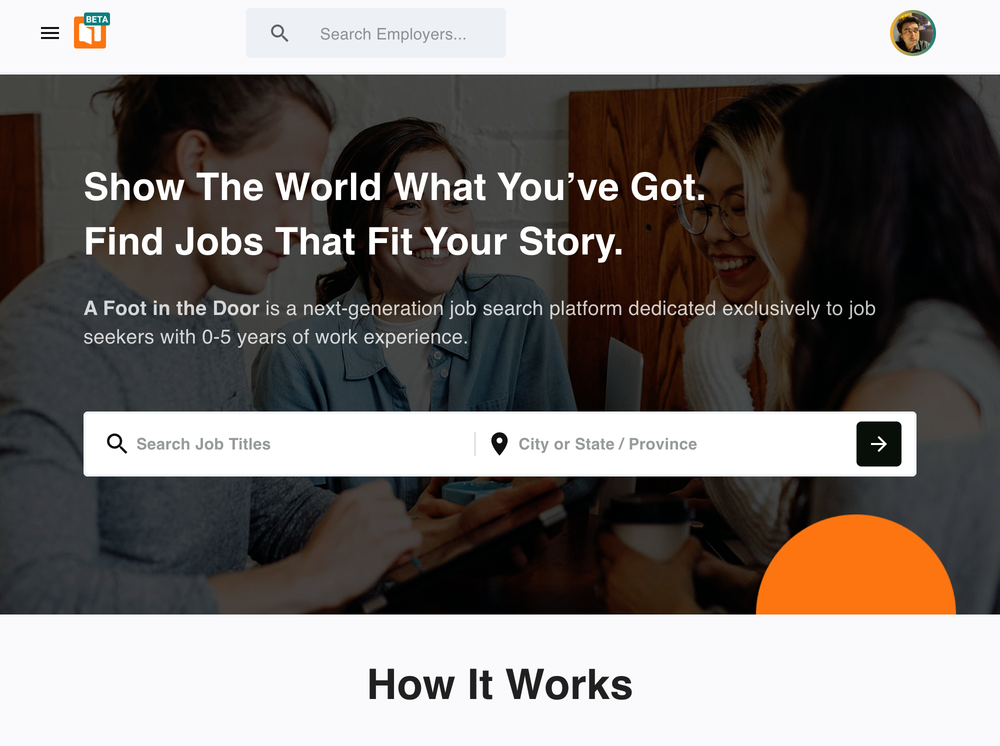 BETA
Search Employers...
Show The World What You’ve Got.
Find Jobs That Fit Your Story.
A Foot in the Door is a next-generation job search platform dedicated exclusively to job
seekers with 0-5 years of work experience.
Search Job Titles
City or State / Province
How It Works